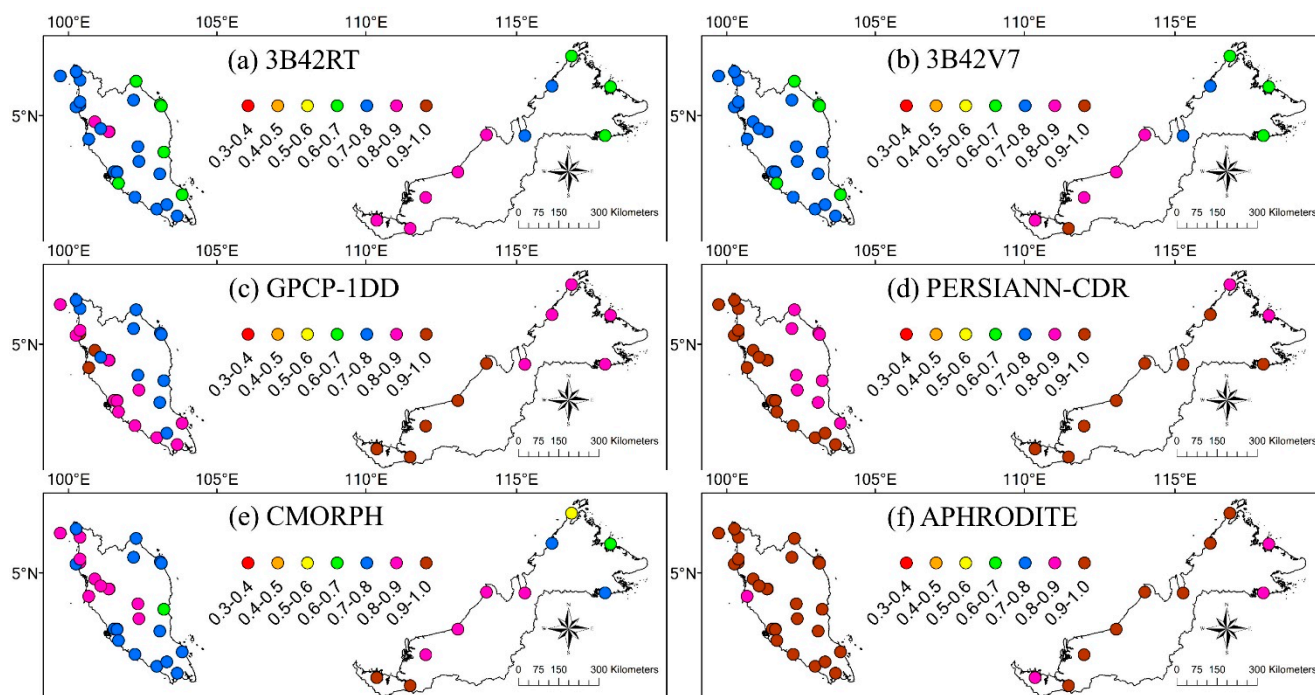 100°E 105°E 110°E 115°E 100°E 105°E 110°E 115°E
(a) 3B42RT
5°N
0.3-0.4 0.4-0.5 0.5-0.6 0.6-0.7 0.7-0.8 0.8-0.9 0.9-1.0
N
W E
S
0 75 150 300 Kilometers
(b) 3B42V7
5°N
0.3-0.4 0.4-0.5 0.5-0.6 0.6-0.7 0.7-0.8 0.8-0.9 0.9-1.0
N
W E
S
0 75 150 300 Kilometers
100°E 105°E 110°E 115°E 100°E 105°E 110°E 115°E
(c) GPCP-1DD
5°N
0.3-0.4 0.4-0.5 0.5-0.6 0.6-0.7 0.7-0.8 0.8-0.9 0.9-1.0
N
W E
S
0 75 150 300 Kilometers
(d) PERSIANN-CDR
5°N
0.3-0.4 0.4-0.5 0.5-0.6 0.6-0.7 0.7-0.8 0.8-0.9 0.9-1.0
N
W E
S
0 75 150 300 Kilometers
100°E 105°E 110°E 115°E 100°E 105°E 110°E 115°E
(e) CMORPH
5°N
0.3-0.4 0.4-0.5 0.5-0.6 0.6-0.7 0.7-0.8 0.8-0.9 0.9-1.0
N
W E
S
0 75 150 300 Kilometers
(f) APHRODITE
5°N
0.3-0.4 0.4-0.5 0.5-0.6 0.6-0.7 0.7-0.8 0.8-0.9 0.9-1.0
N
W E
S
0 75 150 300 Kilometers